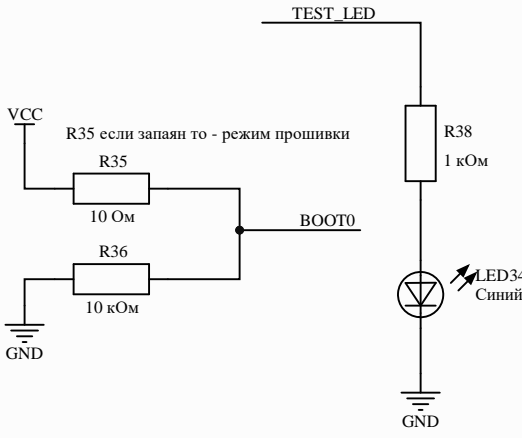 TEST_LED
VCC
R35 если запаян то - режим прошивки
R38
1 кОм
R35
10 Ом
BOOT0
R36
10 кОм
LED34
Синий
GND
GND